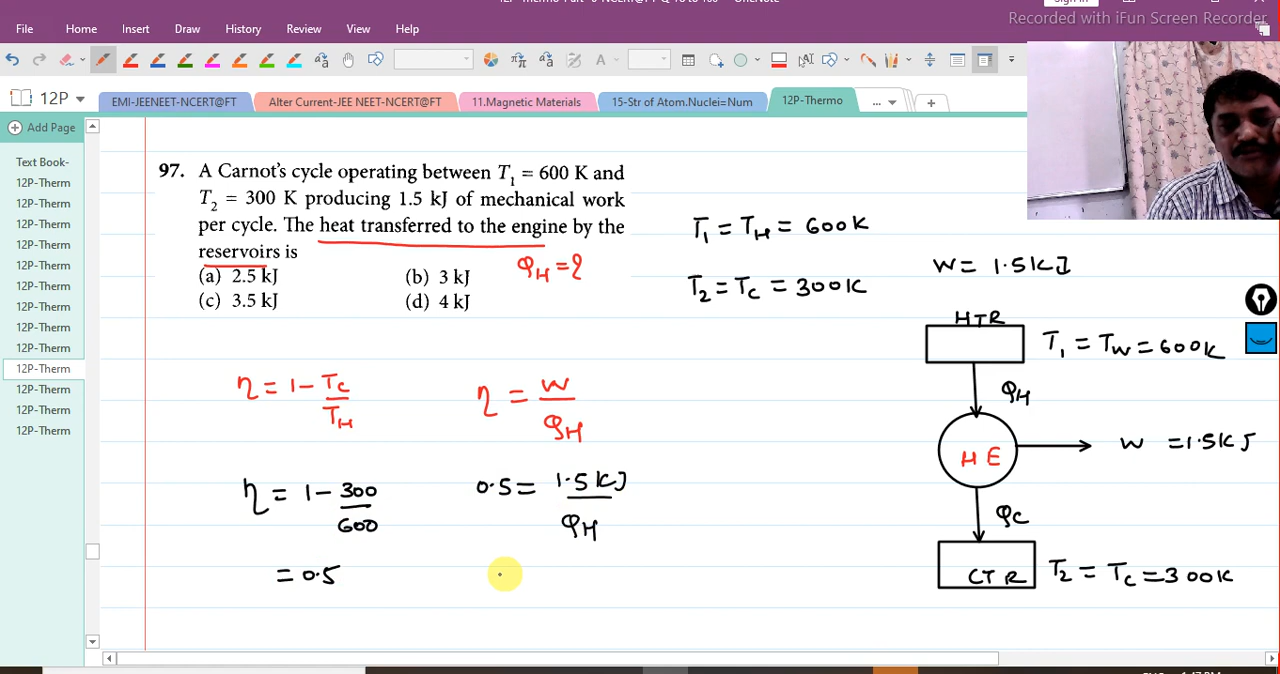 Recorded with iFun Screen Recorder
File Home Insert Draw History Review View Help
12P
EMI-JEENEET-NCERT@FT
Alter Current-JEE NEET-NCERT@FT
11.Magnetic Materials
15-Str of Atom.Nuclei=Num
12P-Thermo
...
Add Page
Text Book-
12P-Therm
12P-Therm
12P-Therm
12P-Therm
12P-Therm
12P-Therm
12P-Therm
12P-Therm
12P-Therm
12P-Therm
12P-Therm
12P-Therm
12P-Therm
97. A Carnot's cycle operating between T₁ = 600 K and
T₂ = 300 K producing 1.5 kJ of mechanical work
per cycle. The heat transferred to the engine by the
reservoirs is
(a) 2.5 kJ (b) 3 kJ
(c) 3.5 kJ (d) 4 kJ
φH = ?
T₁ = TH = 600K
T₂ = TC = 300K
W = 1.5KJ
HTR
T₁ = TW = 600K
φH
HE
W = 1.5KJ
φC
CTR
T₂ = TC = 300K
η = 1 - TC/TH
η = W/φH
η = 1 - 300/600
0.5 = 1.5KJ/φH
= 0.5